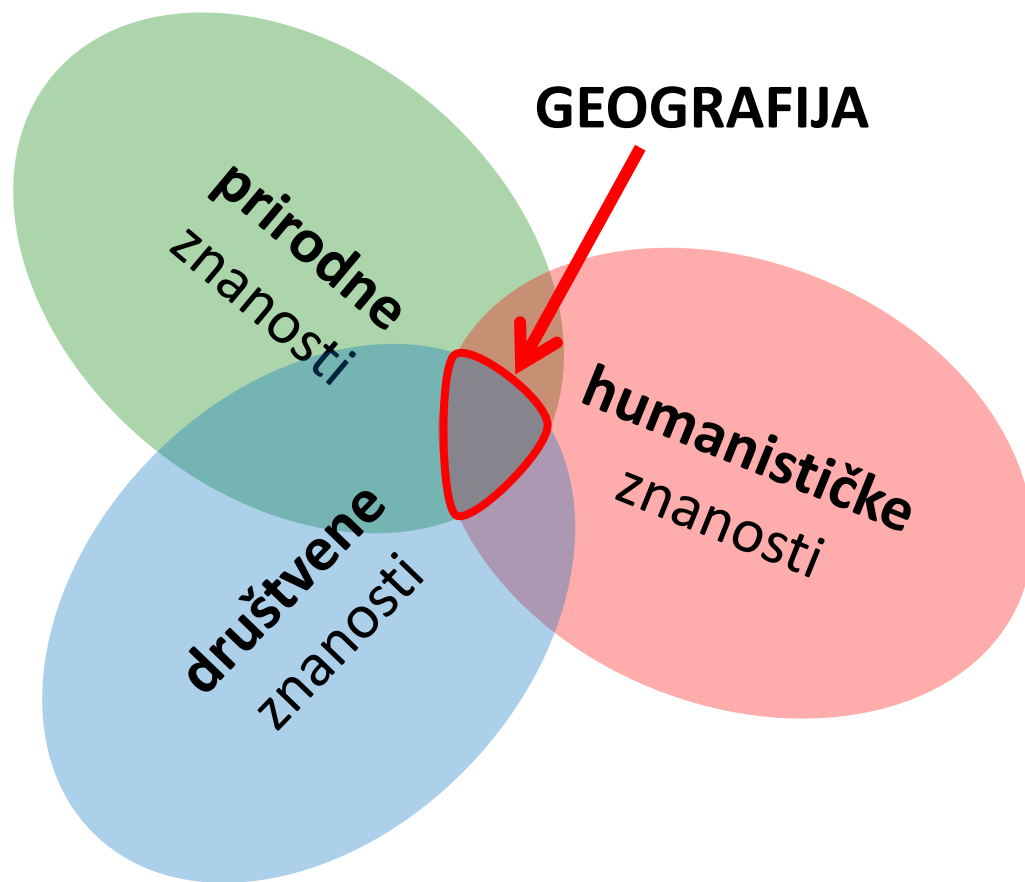 GEOGRAFIJA
prirodne
znanosti
humanističke
znanosti
društvene
znanosti